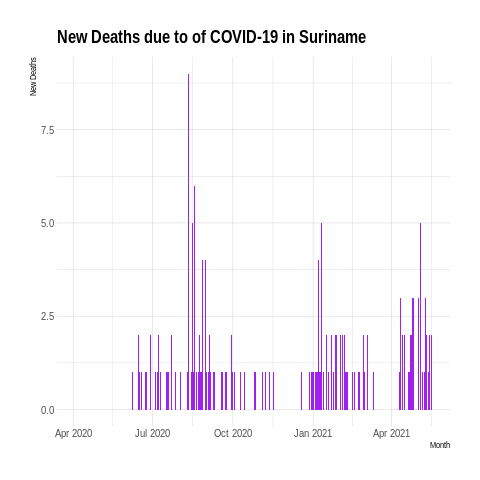 New Deaths due to of COVID-19 in Suriname
New Deaths
7.5
5.0
2.5
0.0
Apr 2020 Jul 2020 Oct 2020 Jan 2021 Apr 2021
Month